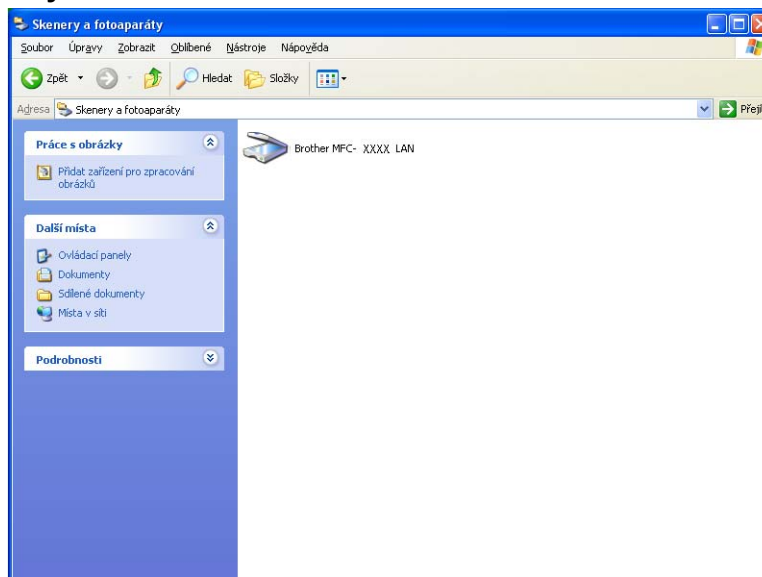 Skenery a fotoaparáty
Soubor Úpravy Zobrazit Oblíbené Nástroje Nápověda
Zpět Hledat Složky
Adresa Skenery a fotoaparáty
Práce s obrázky
Přidat zařízení pro zpracování
obrázků
Brother MFC- XXXX LAN
Další místa
Ovládací panely
Dokumenty
Sdílené dokumenty
Místa v síti
Podrobnosti